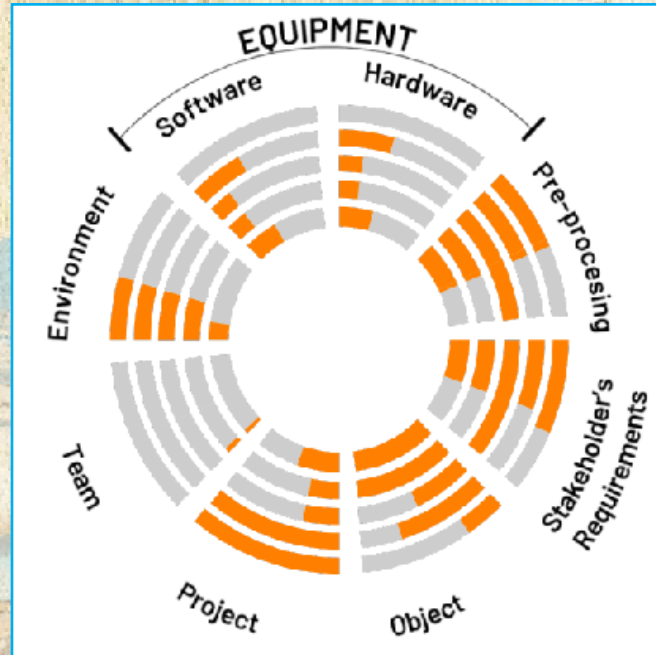 EQUIPMENT
Software
Hardware
Pre-procesing
Stakeholder's
Requirements
Object
Project
Team
Environment